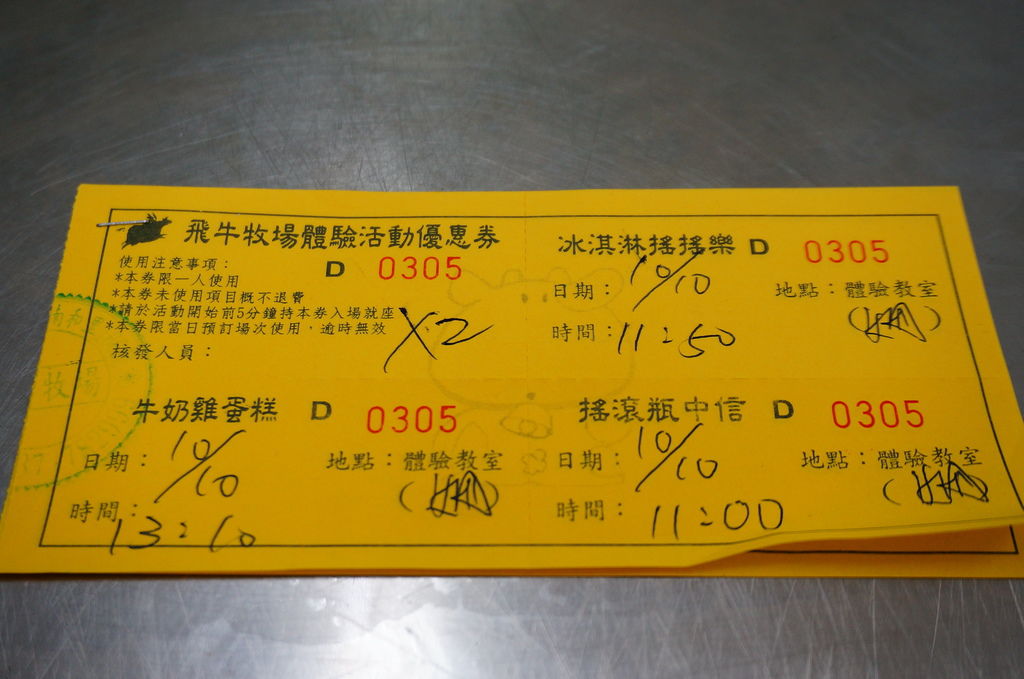 飛牛牧場體驗活動優惠券
D 0305
使用注意事項：
*本券限一人使用
*本券未使用項目概不退費
*請於活動開始前5分鐘持本券入場就座
*本券限當日預訂場次使用，逾時無效
核發人員：
X2
冰淇淋搖搖樂 D 0305
日期：10/10
地點：體驗教室
時間：11:50
牛奶雞蛋糕 D 0305
日期：10/10
地點：體驗教室
時間：13:10
搖滾瓶中信 D 0305
日期：10/10
地點：體驗教室
時間：11:00
牧場